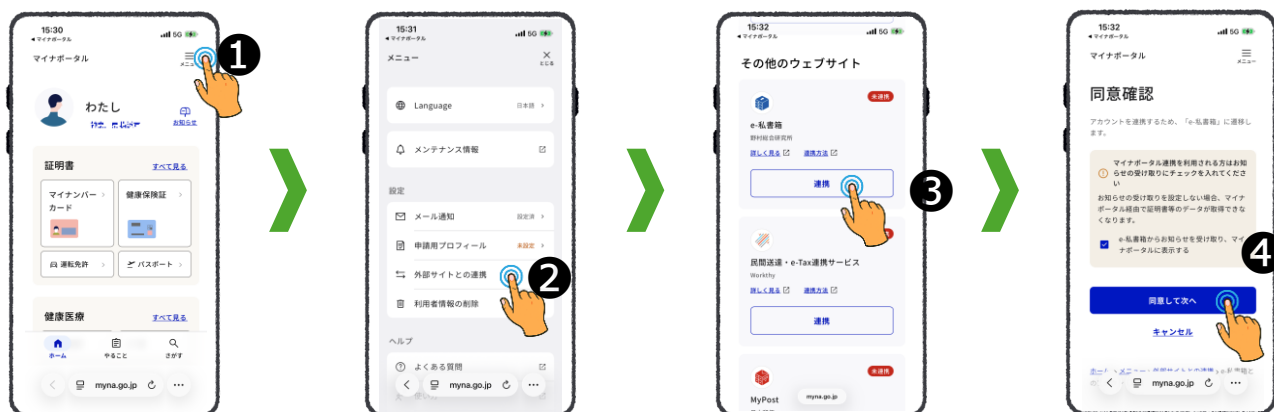 15:30
5G
マイナポータル
マイナポータル
メニュー
1
わたし
お知らせ
証明書
すべて見る
マイナンバーカード
健康保険証
運転免許
パスポート
健康医療
すべて見る
ホーム
やること
さがす
myna.go.jp
15:31
5G
マイナポータル
メニュー
とじる
Language
日本語
メンテナンス情報
設定
メール通知
設定済
申請用プロフィール
未設定
外部サイトとの連携
2
利用者情報の削除
ヘルプ
よくある質問
myna.go.jp
15:32
5G
マイナポータル
その他のウェブサイト
未連携
e-私書箱
野村総合研究所
詳しく見る
連携方法
連携
3
民間送達・e-Tax連携サービス
Workthy
詳しく見る
連携方法
連携
未連携
MyPost
myna.go.jp
15:32
5G
マイナポータル
マイナポータル
メニュー
同意確認
アカウントを連携するため、「e-私書箱」に遷移し
ます。
マイナポータル連携を利用される方はお知
らせの受け取りにチェックを入れてくださ
い
お知らせの受け取りを設定しない場合、マイナ
ポータル経由で証明書等のデータが取得できな
くなります。
e-私書箱からお知らせを受け取り、マイ
ナポータルに表示する
4
同意して次へ
キャンセル
myna.go.jp